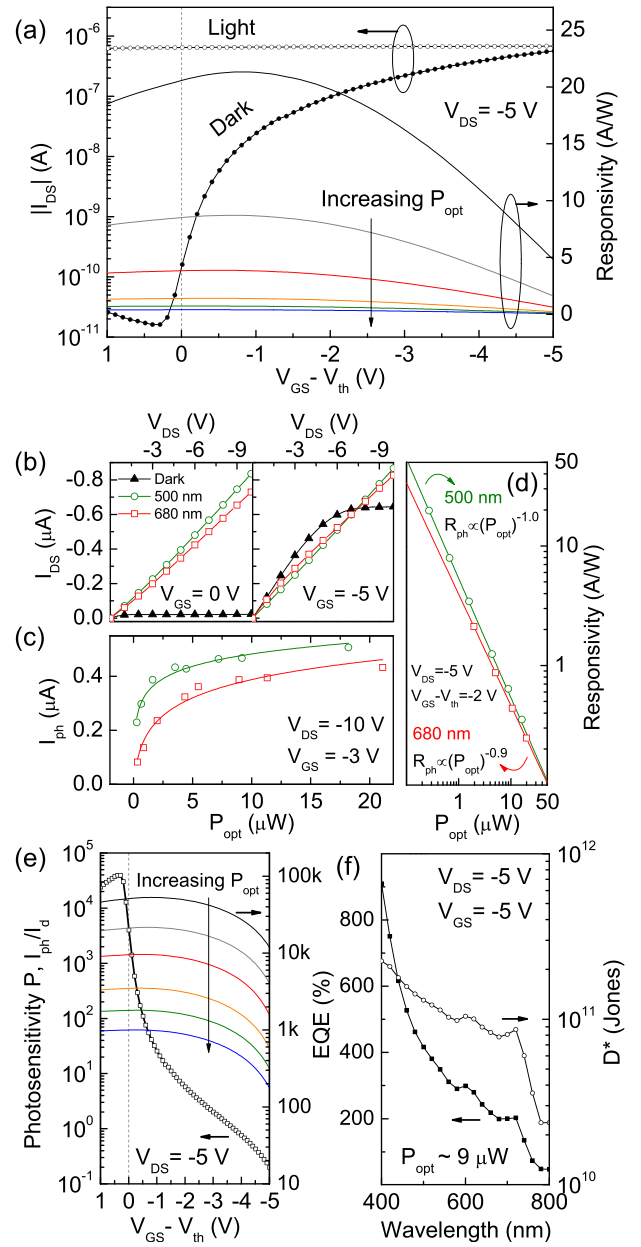 (a)
Light
Dark
V_DS = -5 V
Increasing P_opt
|I_DS| (A)
10^-6
10^-7
10^-8
10^-9
10^-10
10^-11
Responsivity (A/W)
25
20
15
10
5
0
1 0 -1 -2 -3 -4 -5
V_GS - V_th (V)
(b)
V_DS (V)
-3 -6 -9
V_DS (V)
-3 -6 -9
I_DS (μA)
-0.8
-0.6
-0.4
-0.2
0.0
Dark
500 nm
680 nm
V_GS = 0 V
V_GS = -5 V
(c)
I_ph (μA)
0.4
0.2
0.0
V_DS = -10 V
V_GS = -3 V
0 5 10 15 20
P_opt (μW)
(d)
500 nm
R_ph ∝ (P_opt)^-1.0
V_DS=-5 V
V_GS-V_th=-2 V
680 nm
R_ph ∝ (P_opt)^-0.9
50
10
1
Responsivity (A/W)
1 10 50
P_opt (μW)
(e)
Increasing P_opt
Photosensitivity P, I_ph/I_d
10^5
10^4
10^3
10^2
10^1
10^0
10^-1
100k
10k
1k
100
10
EQE (%)
V_DS = -5 V
1 0 -1 -2 -3 -4 -5
V_GS - V_th (V)
(f)
V_DS = -5 V
V_GS = -5 V
800
600
400
200
10^12
10^11
10^10
D* (Jones)
P_opt ~ 9 μW
400 500 600 700 800
Wavelength (nm)